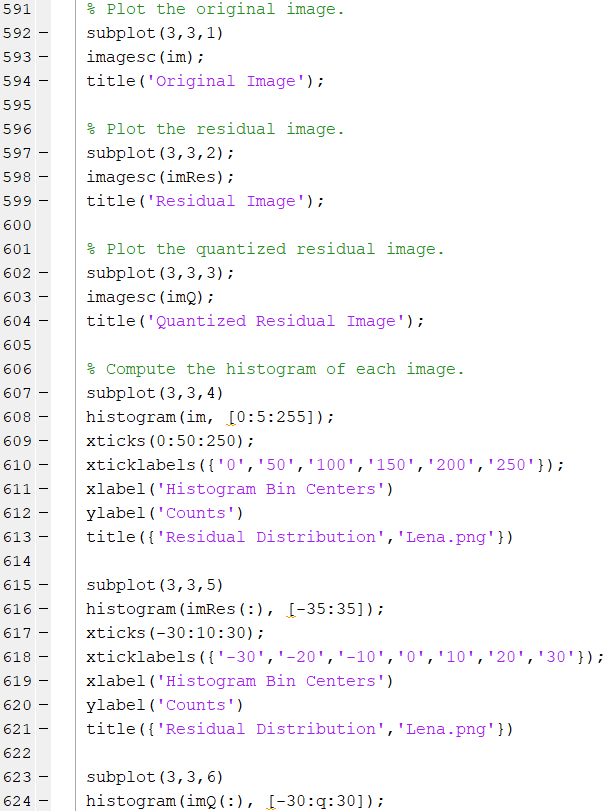 591 % Plot the original image.
592 – subplot(3,3,1)
593 – imagesc(im);
594 – title('Original Image');
595
596 % Plot the residual image.
597 – subplot(3,3,2);
598 – imagesc(imRes);
599 – title('Residual Image');
600
601 % Plot the quantized residual image.
602 – subplot(3,3,3);
603 – imagesc(imQ);
604 – title('Quantized Residual Image');
605
606 % Compute the histogram of each image.
607 – subplot(3,3,4)
608 – histogram(im, [0:5:255]);
609 – xticks(0:50:250);
610 – xticklabels({'0','50','100','150','200','250'});
611 – xlabel('Histogram Bin Centers')
612 – ylabel('Counts')
613 – title({'Residual Distribution','Lena.png'})
614
615 – subplot(3,3,5)
616 – histogram(imRes(:), [-35:35]);
617 – xticks(-30:10:30);
618 – xticklabels({'-30','-20','-10','0','10','20','30'});
619 – xlabel('Histogram Bin Centers')
620 – ylabel('Counts')
621 – title({'Residual Distribution','Lena.png'})
622
623 – subplot(3,3,6)
624 – histogram(imQ(:), [-30:q:30]);